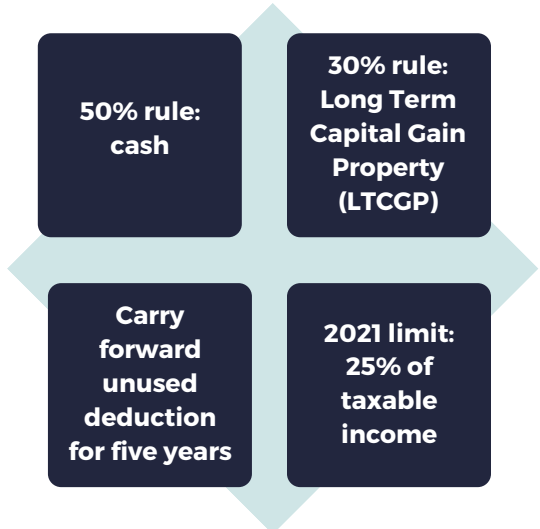 50% rule:
cash
30% rule:
Long Term
Capital Gain
Property
(LTCGP)
Carry
forward
unused
deduction
for five years
2021 limit:
25% of
taxable
income